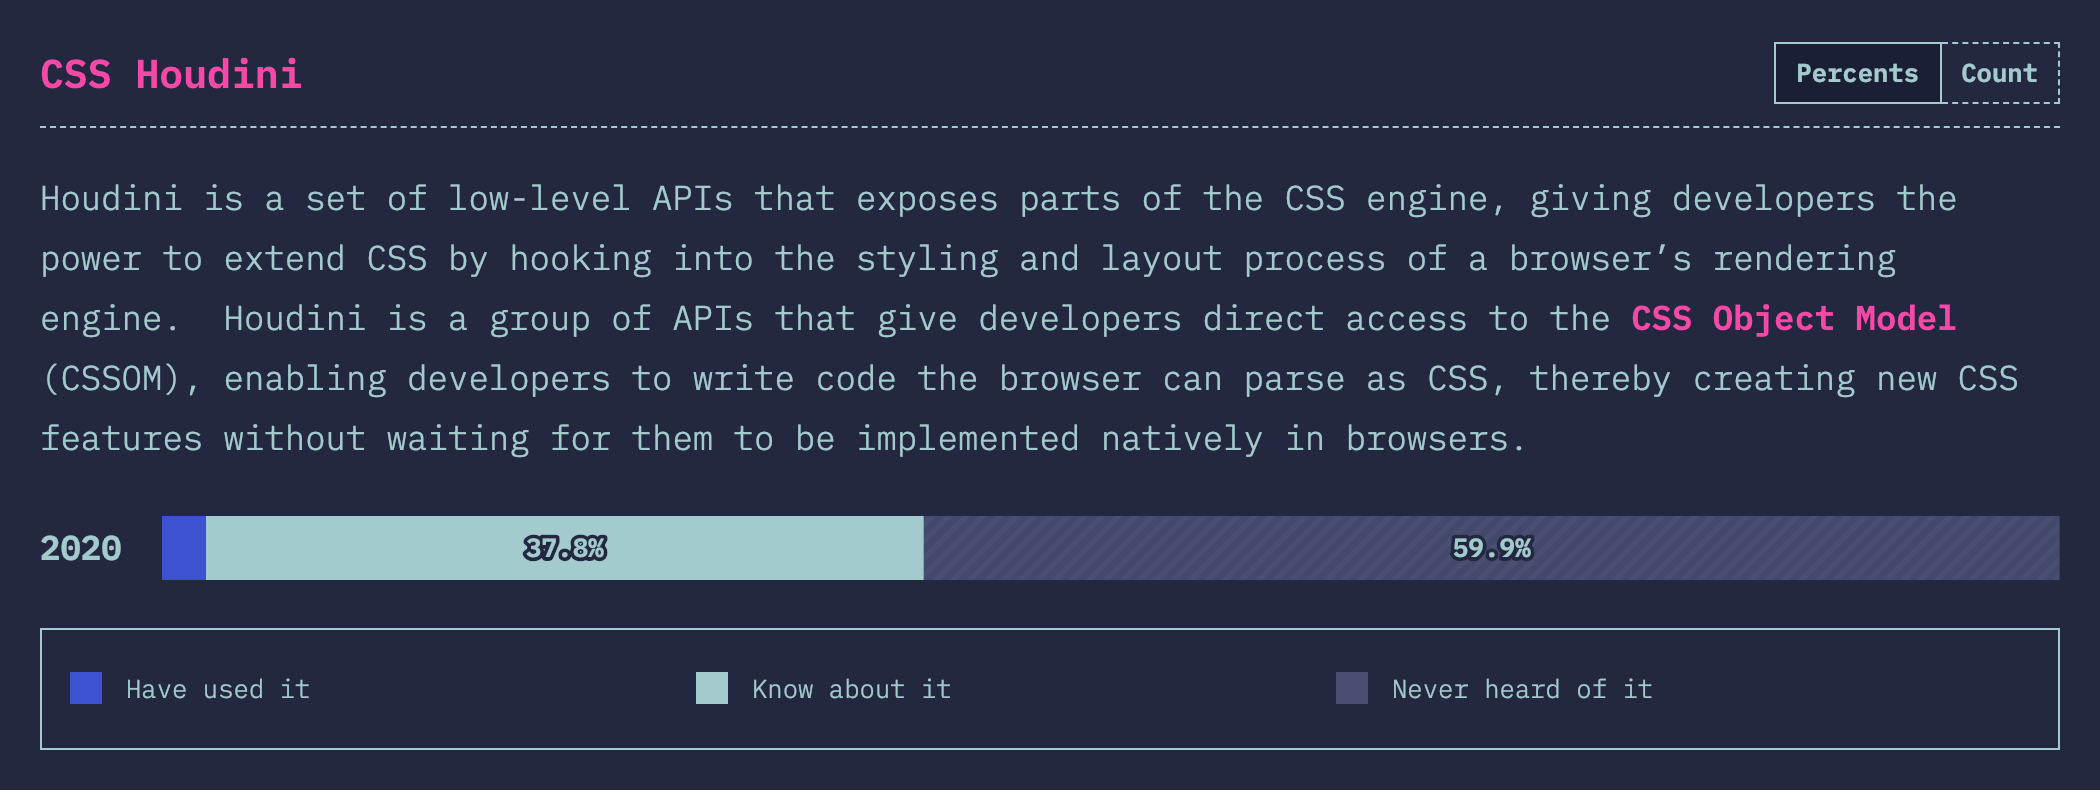 CSS Houdini
Percents Count
Houdini is a set of low-level APIs that exposes parts of the CSS engine, giving developers the
power to extend CSS by hooking into the styling and layout process of a browser’s rendering
engine.  Houdini is a group of APIs that give developers direct access to the CSS Object Model
(CSSOM), enabling developers to write code the browser can parse as CSS, thereby creating new CSS
features without waiting for them to be implemented natively in browsers.
2020 37.8% 59.9%
Have used it Know about it Never heard of it